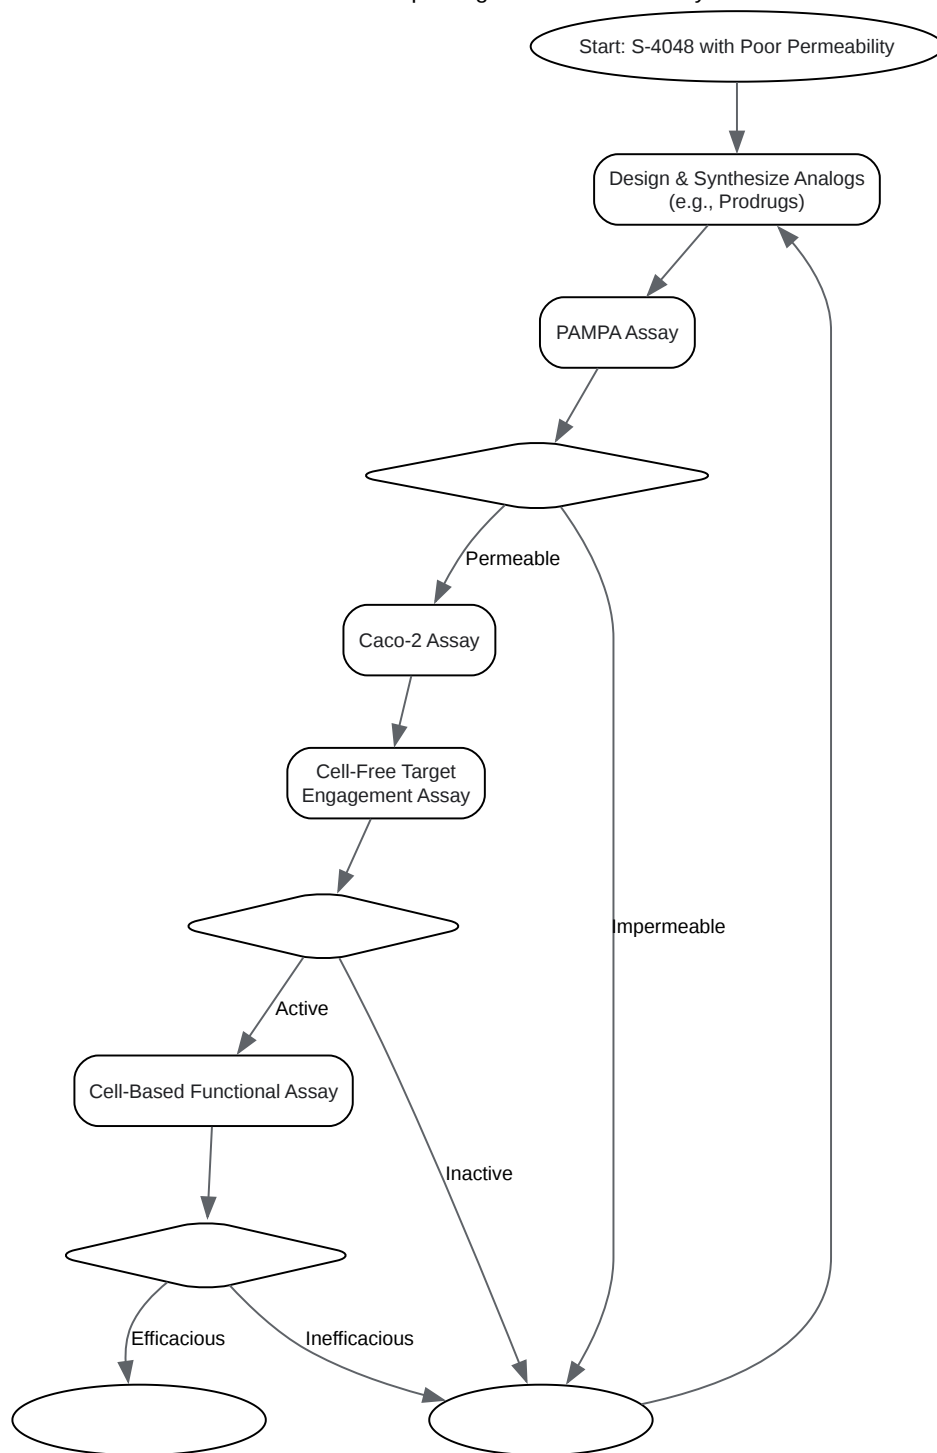 Start: S-4048 with Poor Permeability
Design & Synthesize Analogs
(e.g., Prodrugs)
PAMPA Assay
Permeable
Caco-2 Assay
Cell-Free Target
Engagement Assay
Impermeable
Active
Cell-Based Functional Assay
Inactive
Efficacious
Inefficacious